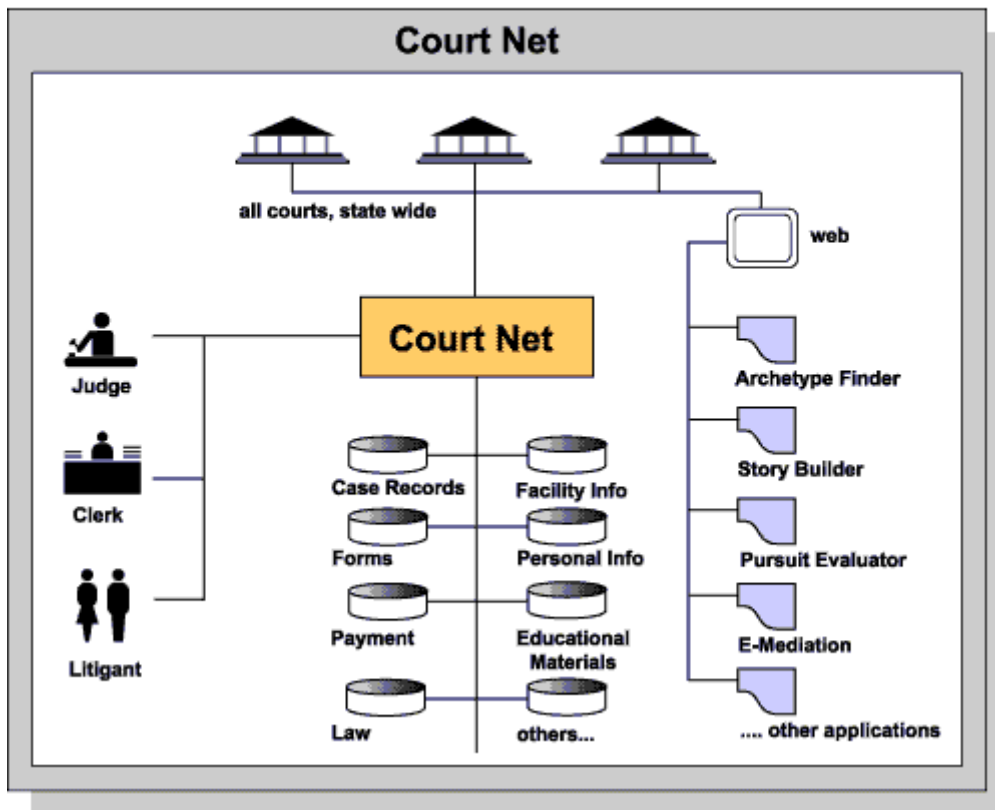 Court Net
all courts, state wide
web
Court Net
Judge
Clerk
Litigant
Case Records
Facility Info
Forms
Personal Info
Payment
Educational
Materials
Law
others...
Archetype Finder
Story Builder
Pursuit Evaluator
E-Mediation
.... other applications